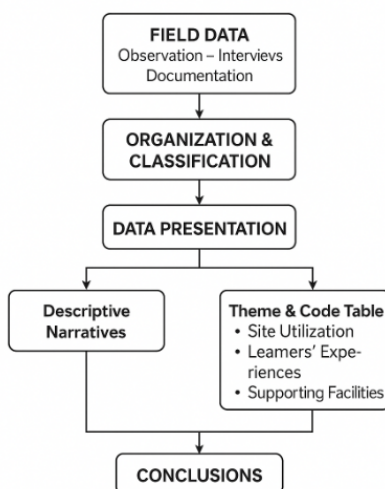 FIELD DATA
Observation – Intervievs
Documentation
ORGANIZATION &
CLASSIFICATION
DATA PRESENTATION
Descriptive
Narratives
Theme & Code Table
• Site Utilization
• Leamers' Expe-
riences
• Supporting Facilities
CONCLUSIONS